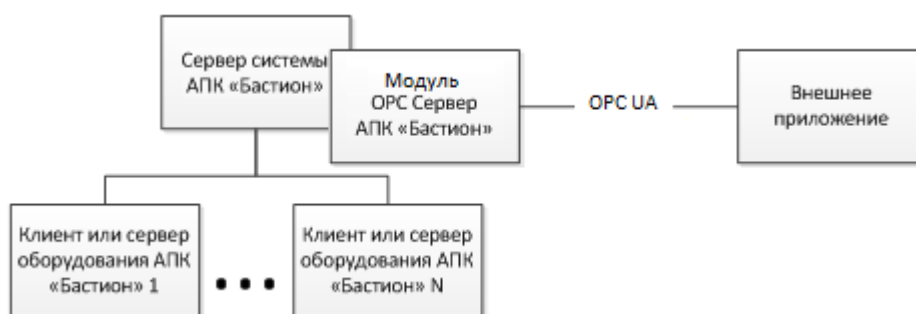 Сервер системы
АПК «Бастион»
Модуль
OPC Сервер
АПК «Бастион»
OPC UA
Внешнее
приложение
Клиент или сервер
оборудования АПК
«Бастион» 1
...
Клиент или сервер
оборудования АПК
«Бастион» N